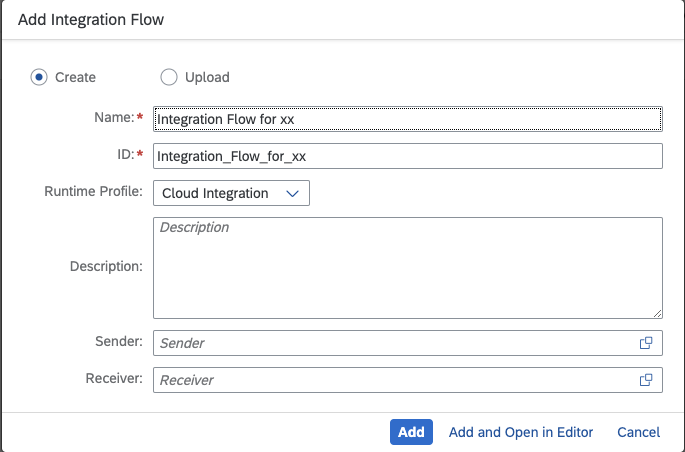 Add Integration Flow
Create Upload
Name:* Integration Flow for xx
ID:* Integration_Flow_for_xx
Runtime Profile: Cloud Integration
Description: Description
Sender: Sender
Receiver: Receiver
Add Add and Open in Editor Cancel